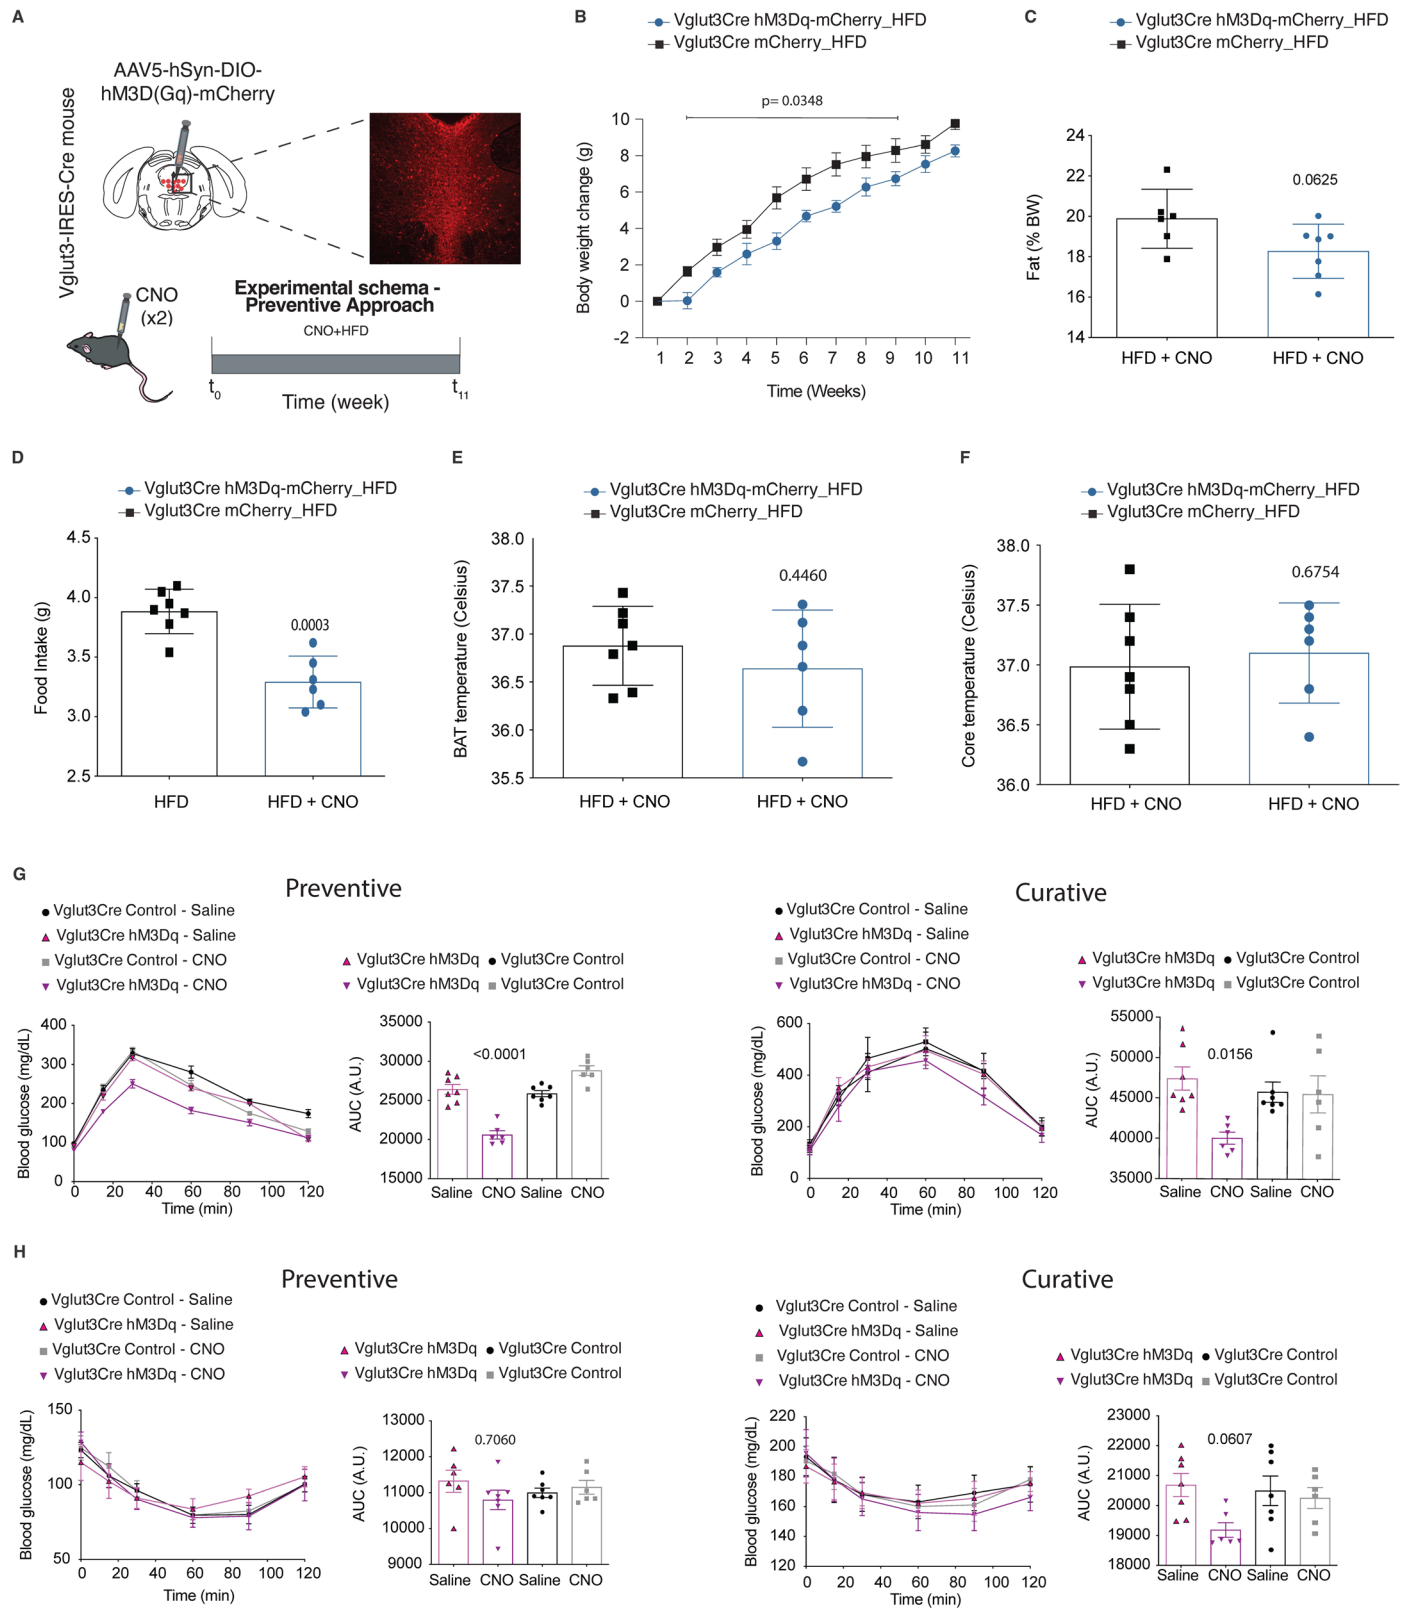 A
AAV5-hSyn-DIO-
hM3D(Gq)-mCherry
Vglut3-IRES-Cre mouse
CNO
(x2)
Experimental schema -
Preventive Approach
CNO+HFD
t0
t11
Time (week)
B
Vglut3Cre hM3Dq-mCherry_HFD
Vglut3Cre mCherry_HFD
p= 0.0348
Body weight change (g)
10
8
6
4
2
0
-2
1 2 3 4 5 6 7 8 9 10 11
Time (Weeks)
C
Vglut3Cre hM3Dq-mCherry_HFD
Vglut3Cre mCherry_HFD
Fat (% BW)
24
22
20
18
16
14
0.0625
HFD + CNO HFD + CNO
D
Vglut3Cre hM3Dq-mCherry_HFD
Vglut3Cre mCherry_HFD
Food Intake (g)
4.5
4.0
3.5
3.0
2.5
0.0003
HFD HFD + CNO
E
Vglut3Cre hM3Dq-mCherry_HFD
Vglut3Cre mCherry_HFD
BAT temperature (Celsius)
38.0
37.5
37.0
36.5
36.0
35.5
0.4460
HFD + CNO HFD + CNO
F
Vglut3Cre hM3Dq-mCherry_HFD
Vglut3Cre mCherry_HFD
Core temperature (Celsius)
38.0
37.5
37.0
36.5
36.0
0.6754
HFD + CNO HFD + CNO
G
Preventive
Vglut3Cre Control - Saline
Vglut3Cre hM3Dq - Saline
Vglut3Cre Control - CNO
Vglut3Cre hM3Dq - CNO
Blood glucose (mg/dL)
400
300
200
100
0
0 20 40 60 80 100 120
Time (min)
Vglut3Cre hM3Dq Vglut3Cre Control
Vglut3Cre hM3Dq Vglut3Cre Control
AUC (A.U.)
35000
30000
25000
20000
15000
<0.0001
Saline CNO Saline CNO
Curative
Vglut3Cre Control - Saline
Vglut3Cre hM3Dq - Saline
Vglut3Cre Control - CNO
Vglut3Cre hM3Dq - CNO
Blood glucose (mg/dL)
600
400
200
0
0 20 40 60 80 100 120
Time (min)
Vglut3Cre hM3Dq Vglut3Cre Control
Vglut3Cre hM3Dq Vglut3Cre Control
AUC (A.U.)
55000
50000
45000
40000
35000
0.0156
Saline CNO Saline CNO
H
Preventive
Vglut3Cre Control - Saline
Vglut3Cre hM3Dq - Saline
Vglut3Cre Control - CNO
Vglut3Cre hM3Dq - CNO
Blood glucose (mg/dL)
150
100
50
0 20 40 60 80 100 120
Time (min)
Vglut3Cre hM3Dq Vglut3Cre Control
Vglut3Cre hM3Dq Vglut3Cre Control
AUC (A.U.)
13000
12000
11000
10000
9000
0.7060
Saline CNO Saline CNO
Curative
Vglut3Cre Control - Saline
Vglut3Cre hM3Dq - Saline
Vglut3Cre Control - CNO
Vglut3Cre hM3Dq - CNO
Blood glucose (mg/dL)
220
200
180
160
140
120
0 20 40 60 80 100 120
Time (min)
Vglut3Cre hM3Dq Vglut3Cre Control
Vglut3Cre hM3Dq Vglut3Cre Control
AUC (A.U.)
23000
22000
21000
20000
19000
18000
0.0607
Saline CNO Saline CNO